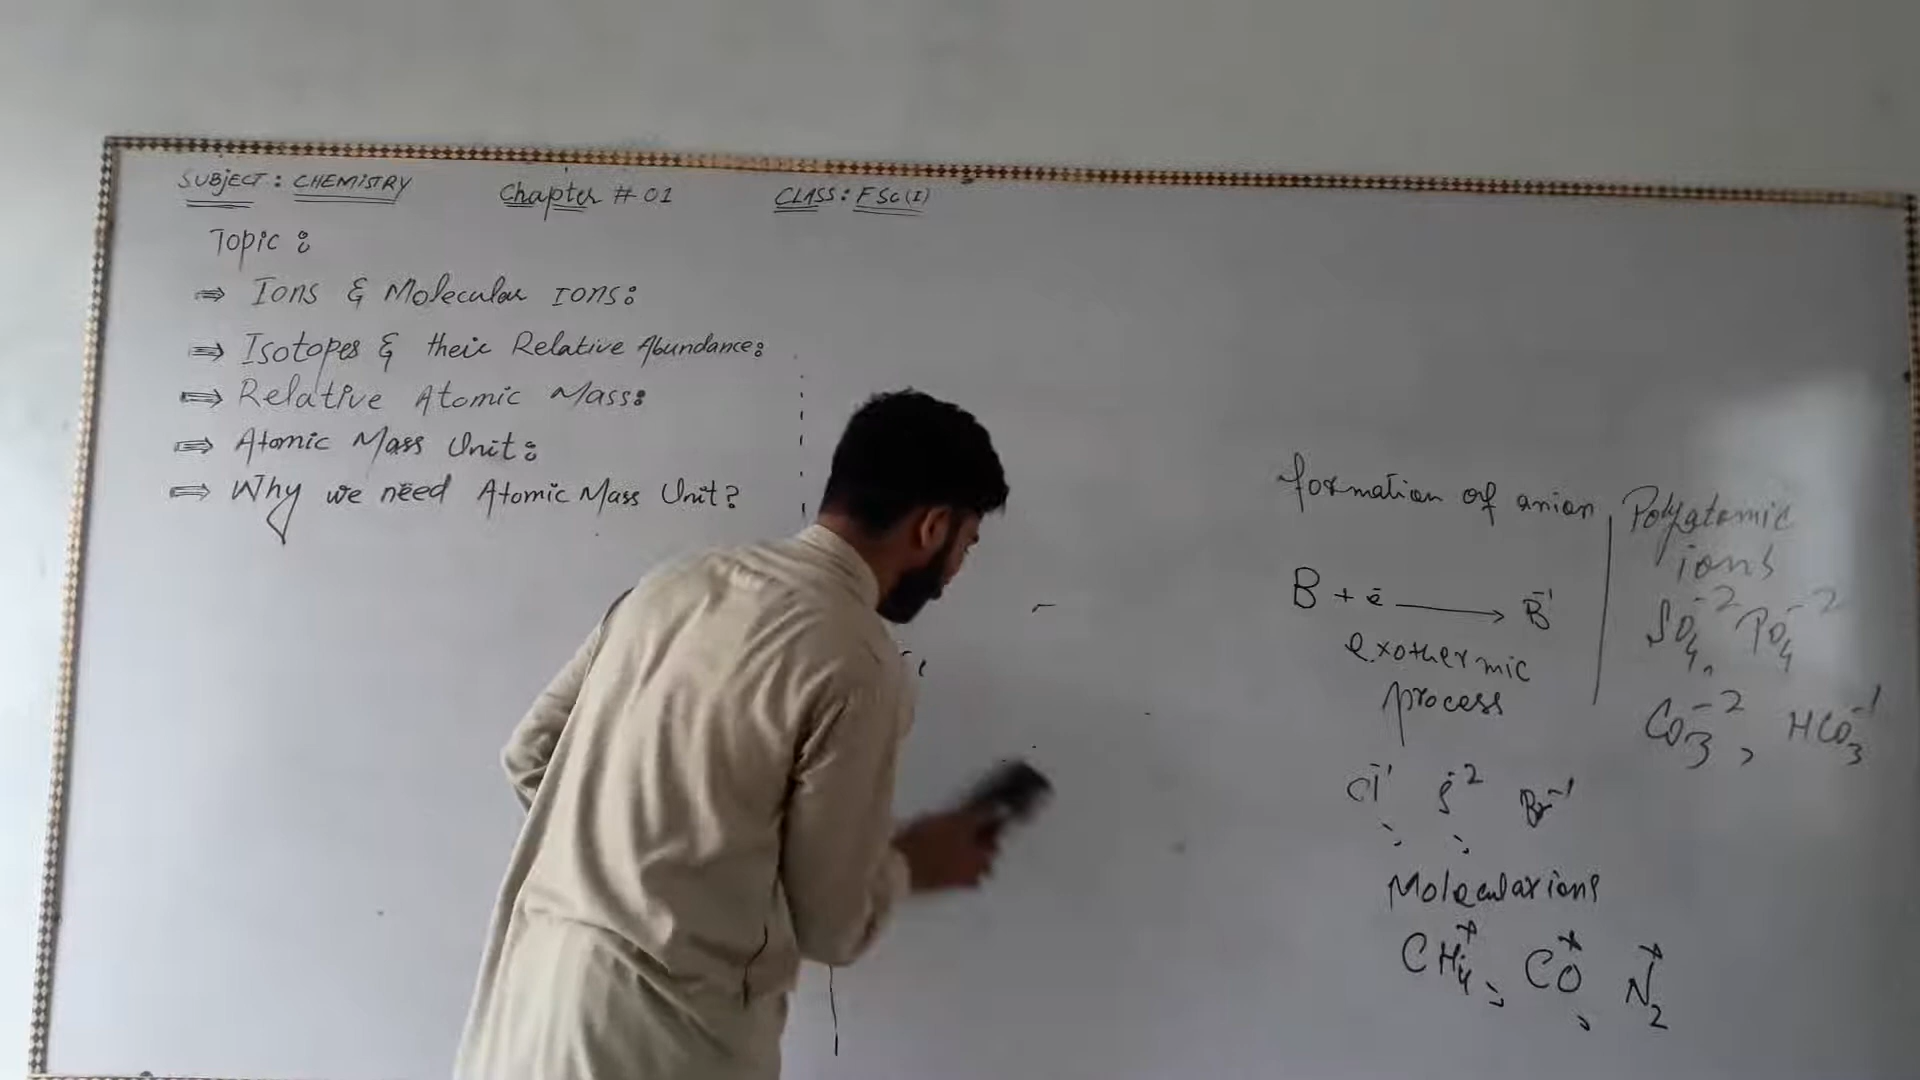 SUBJECT: CHEMISTRY Chapter # 01 CLASS: FSC(I)
Topic:
⇒ Ions & Molecular Ions:
⇒ Isotopes & their Relative Abundance:
⇒ Relative Atomic Mass:
⇒ Atomic Mass Unit:
⇒ Why we need Atomic Mass Unit?
formation of anion
B + e⁻ ⟶ B⁻¹
exothermic
process
Cl⁻¹, S⁻², Br⁻¹
Molecular ions
CH₄⁺, CO⁺, N₂⁺
Polyatomic
ions
SO₄⁻², PO₄⁻²
CO₃⁻², HCO₃⁻¹